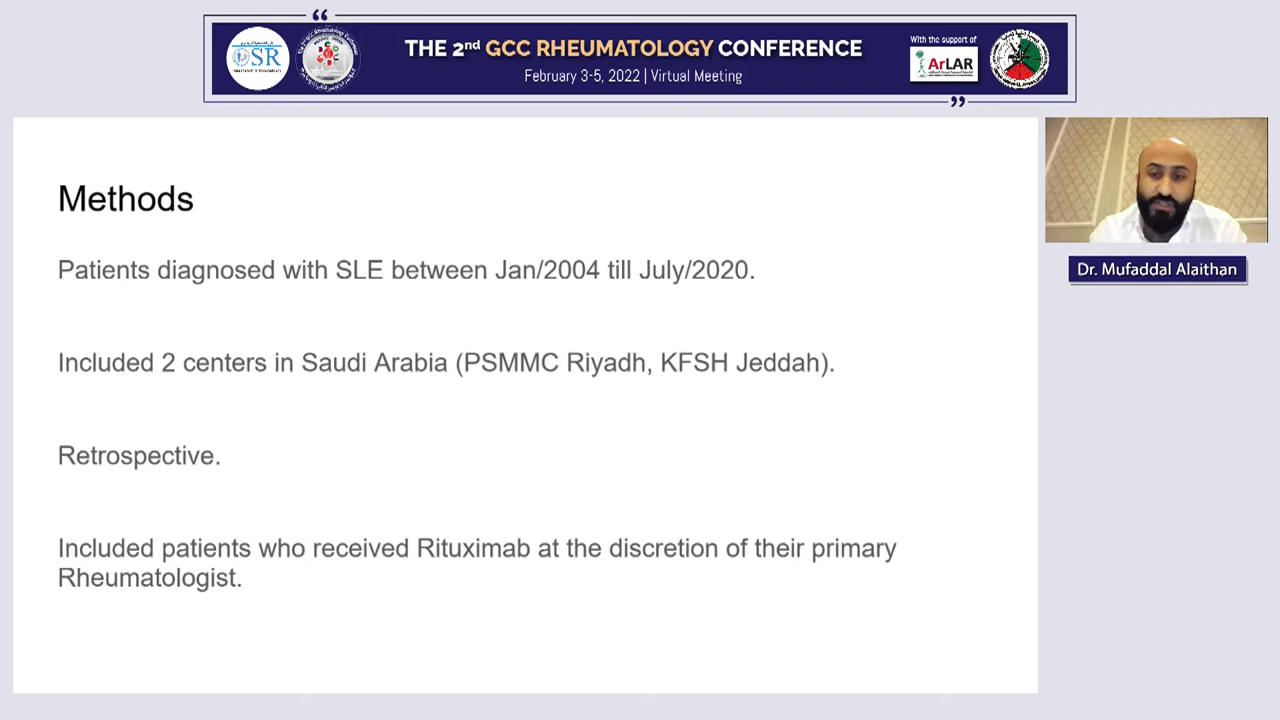 “
THE 2nd GCC RHEUMATOLOGY CONFERENCE
February 3-5, 2022 | Virtual Meeting
With the support of
OSR
ArLAR
”
Methods
Patients diagnosed with SLE between Jan/2004 till July/2020.
Included 2 centers in Saudi Arabia (PSMMC Riyadh, KFSH Jeddah).
Retrospective.
Included patients who received Rituximab at the discretion of their primary
Rheumatologist.
Dr. Mufaddal Alaithan